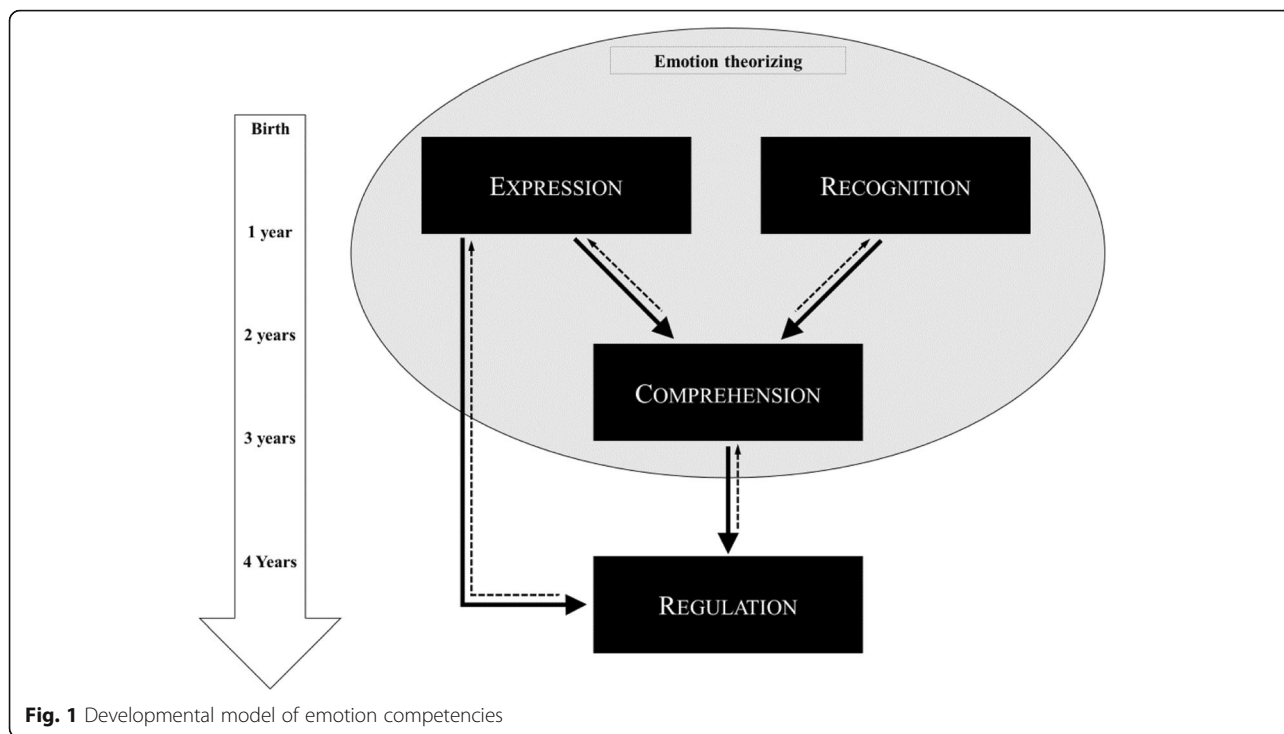 Emotion theorizing
Birth
EXPRESSION
RECOGNITION
1 year
2 years
COMPREHENSION
3 years
4 Years
REGULATION
Fig. 1 Developmental model of emotion competencies